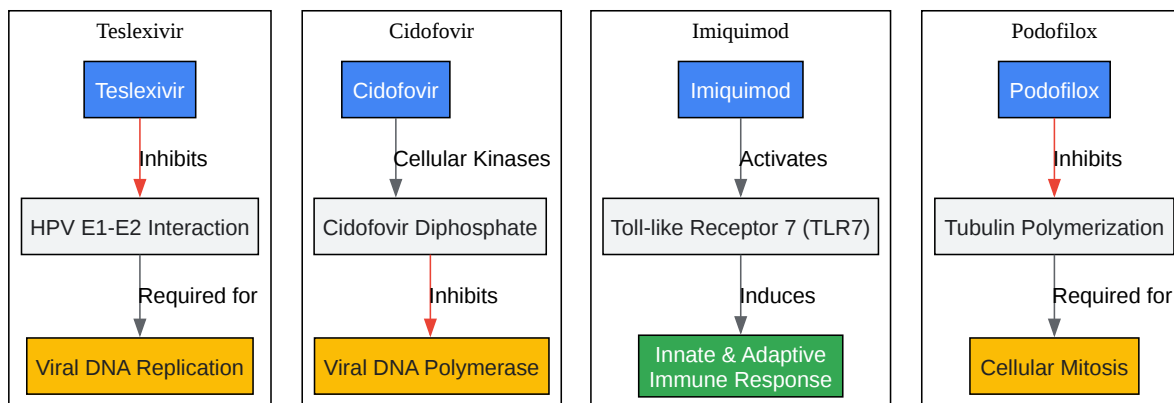 Teslexivir
Teslexivir
Inhibits
HPV E1-E2 Interaction
Required for
Viral DNA Replication
Cidofovir
Cidofovir
Cellular Kinases
Cidofovir Diphosphate
Inhibits
Viral DNA Polymerase
Imiquimod
Imiquimod
Activates
Toll-like Receptor 7 (TLR7)
Induces
Innate & Adaptive
Immune Response
Podofilox
Podofilox
Inhibits
Tubulin Polymerization
Required for
Cellular Mitosis